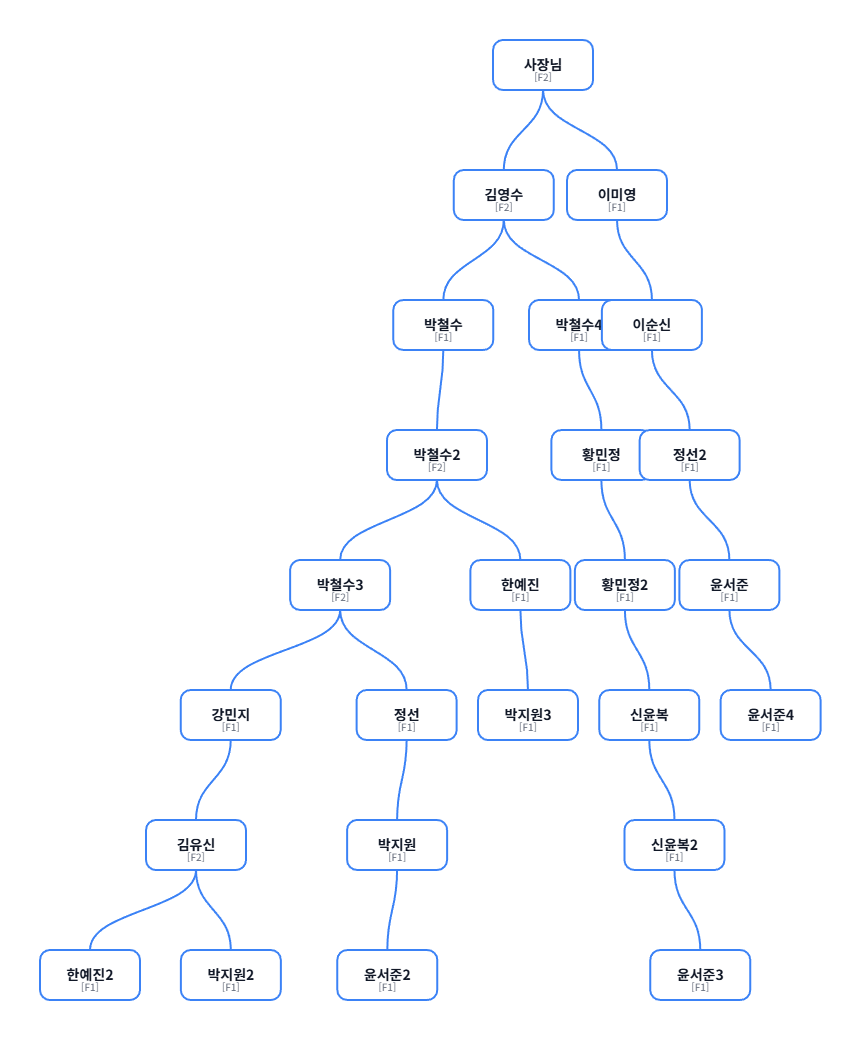 사장님
[F2]
김영수
[F2]
이미영
[F1]
박철수
[F1]
박철수4
[F1]
이순신
[F1]
박철수2
[F2]
황민정
[F1]
정선2
[F1]
박철수3
[F2]
한예진
[F1]
황민정2
[F1]
윤서준
[F1]
강민지
[F1]
정선
[F1]
박지원3
[F1]
신윤복
[F1]
윤서준4
[F1]
김유신
[F2]
박지원
[F1]
신윤복2
[F1]
한예진2
[F1]
박지원2
[F1]
윤서준2
[F1]
윤서준3
[F1]